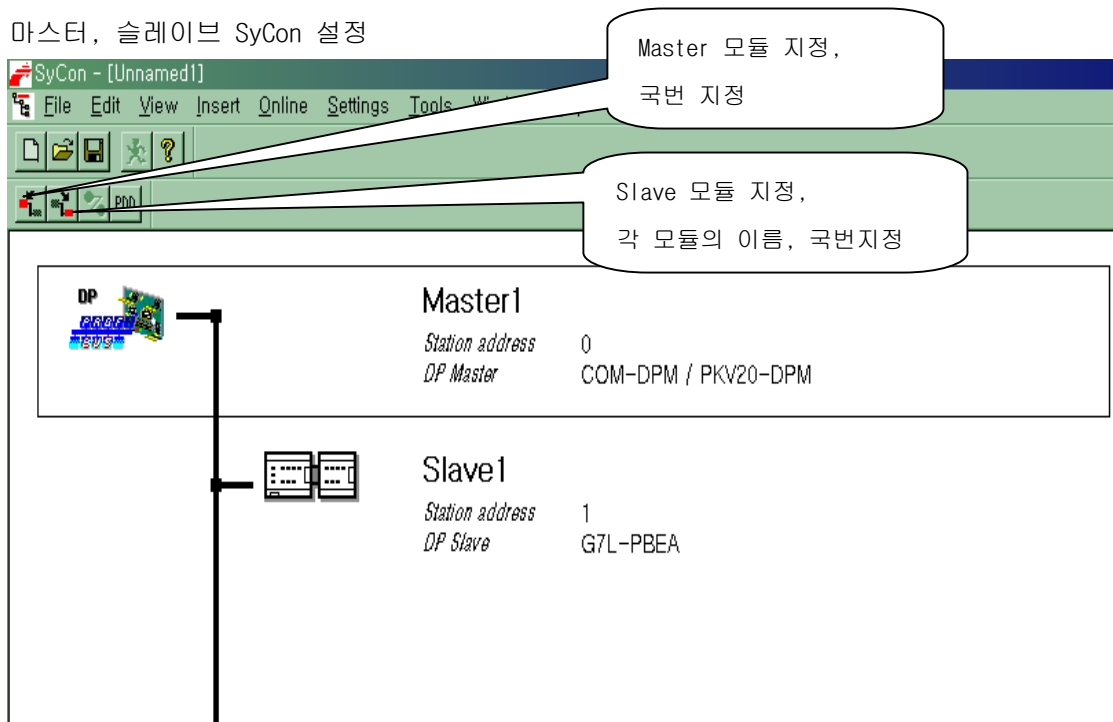 마스터, 슬레이브 SyCon 설정
Master 모듈 지정,
국번 지정
SyCon - [Unnamed1]
File Edit View Insert Online Settings Tools
Slave 모듈 지정,
각 모듈의 이름, 국번지정
PDD
DP
PROFI
BUS
Master1
Station address 0
DP Master COM-DPM / PKV20-DPM
Slave1
Station address 1
DP Slave G7L-PBEA